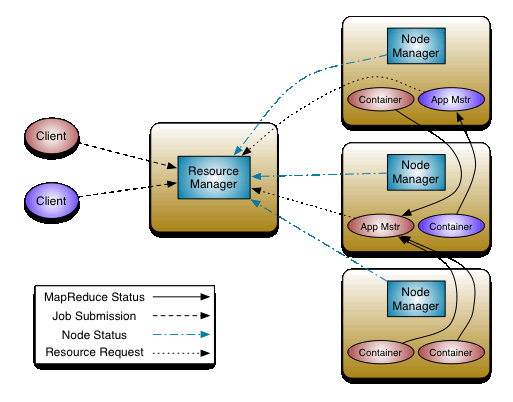 Client
Client
Resource
Manager
Node
Manager
Container
App Mstr
Node
Manager
App Mstr
Container
Node
Manager
Container
Container
MapReduce Status
Job Submission
Node Status
Resource Request